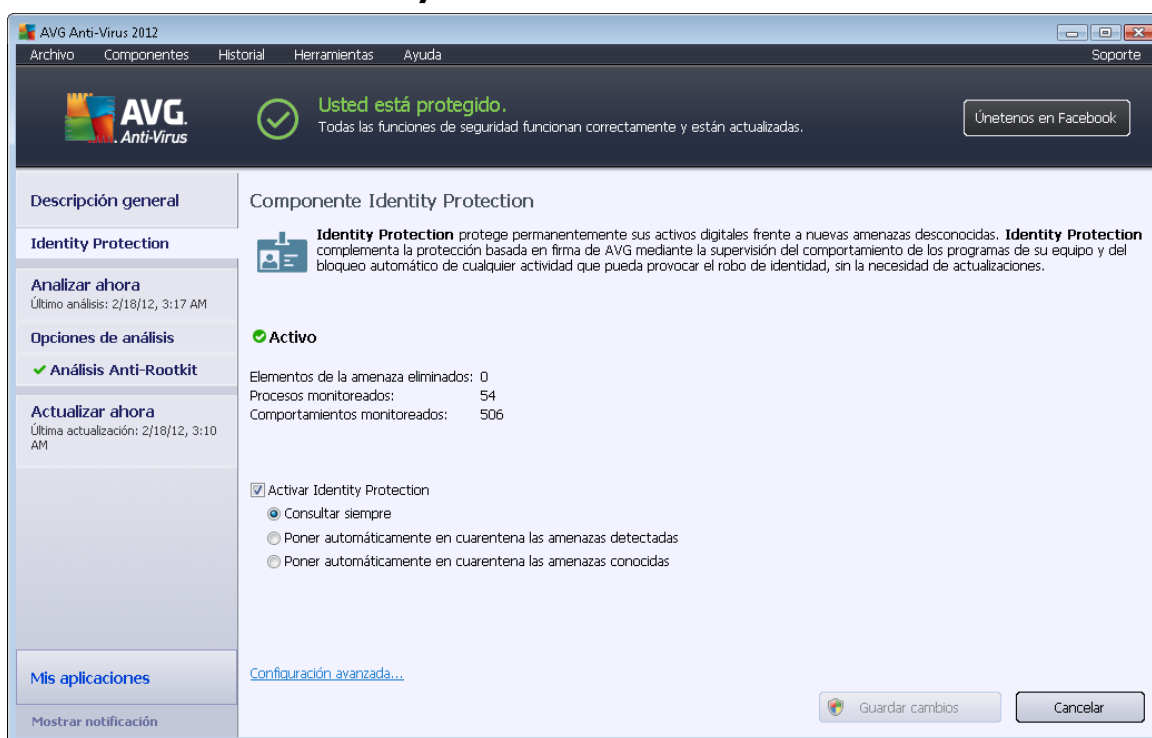 AVG Anti-Virus 2012
Archivo Componentes Historial Herramientas Ayuda Soporte
AVG.
Anti-Virus
Usted está protegido.
Todas las funciones de seguridad funcionan correctamente y están actualizadas.
Únetenos en Facebook
Descripción general
Identity Protection
Analizar ahora
Último análisis: 2/18/12, 3:17 AM
Opciones de análisis
Análisis Anti-Rootkit
Actualizar ahora
Última actualización: 2/18/12, 3:10
AM
Mis aplicaciones
Mostrar notificación
Componente Identity Protection
Identity Protection protege permanentemente sus activos digitales frente a nuevas amenazas desconocidas. Identity Protection
complementa la protección basada en firma de AVG mediante la supervisión del comportamiento de los programas de su equipo y del
bloqueo automático de cualquier actividad que pueda provocar el robo de identidad, sin la necesidad de actualizaciones.
Activo
Elementos de la amenaza eliminados: 0
Procesos monitoreados: 54
Comportamientos monitoreados: 506
Activar Identity Protection
Consultar siempre
Poner automáticamente en cuarentena las amenazas detectadas
Poner automáticamente en cuarentena las amenazas conocidas
Configuración avanzada...
Guardar cambios
Cancelar